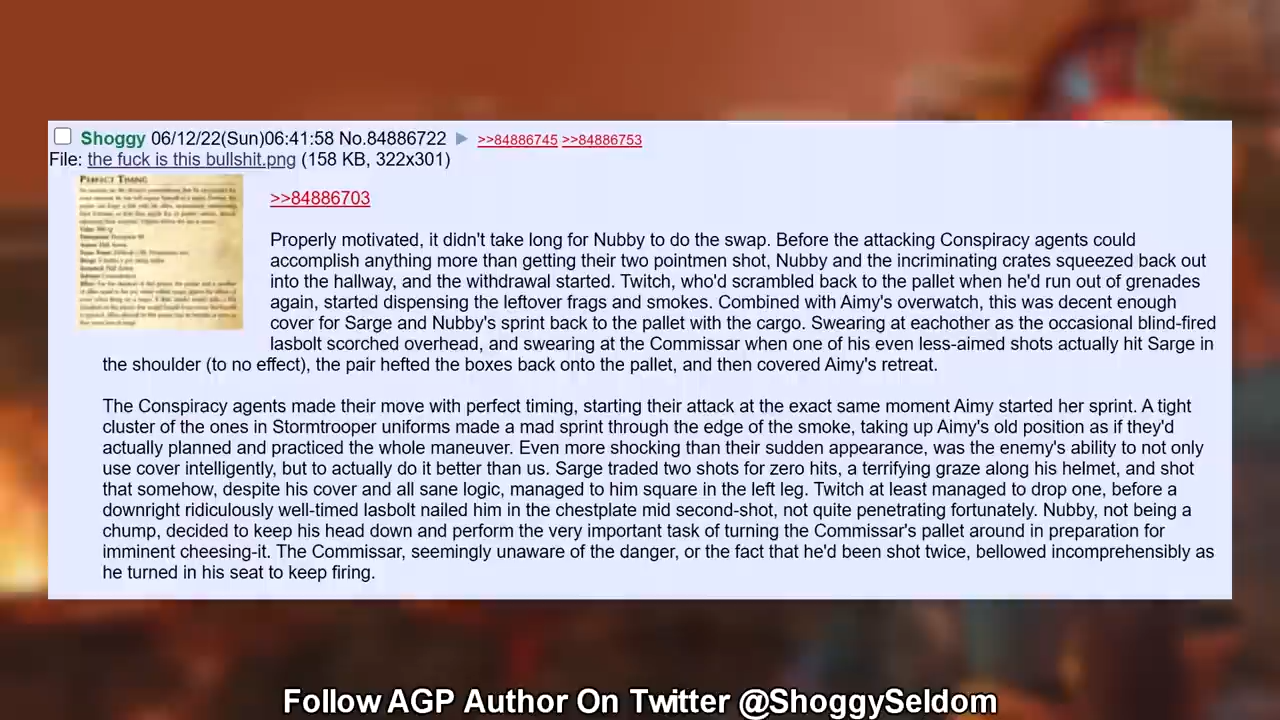 Shoggy 06/12/22(Sun)06:41:58 No.84886722 ▶ >>84886745 >>84886753
File: the fuck is this bullshit.png (158 KB, 322x301)
PERFECT TIMING
>>84886703
Properly motivated, it didn't take long for Nubby to do the swap. Before the attacking Conspiracy agents could
accomplish anything more than getting their two pointmen shot, Nubby and the incriminating crates squeezed back out
into the hallway, and the withdrawal started. Twitch, who'd scrambled back to the pallet when he'd run out of grenades
again, started dispensing the leftover frags and smokes. Combined with Aimy's overwatch, this was decent enough
cover for Sarge and Nubby's sprint back to the pallet with the cargo. Swearing at eachother as the occasional blind-fired
lasbolt scorched overhead, and swearing at the Commissar when one of his even less-aimed shots actually hit Sarge in
the shoulder (to no effect), the pair hefted the boxes back onto the pallet, and then covered Aimy's retreat.
The Conspiracy agents made their move with perfect timing, starting their attack at the exact same moment Aimy started her sprint. A tight
cluster of the ones in Stormtrooper uniforms made a mad sprint through the edge of the smoke, taking up Aimy's old position as if they'd
actually planned and practiced the whole maneuver. Even more shocking than their sudden appearance, was the enemy's ability to not only
use cover intelligently, but to actually do it better than us. Sarge traded two shots for zero hits, a terrifying graze along his helmet, and shot
that somehow, despite his cover and all sane logic, managed to him square in the left leg. Twitch at least managed to drop one, before a
downright ridiculously well-timed lasbolt nailed him in the chestplate mid second-shot, not quite penetrating fortunately. Nubby, not being a
chump, decided to keep his head down and perform the very important task of turning the Commissar's pallet around in preparation for
imminent cheesing-it. The Commissar, seemingly unaware of the danger, or the fact that he'd been shot twice, bellowed incomprehensibly as
he turned in his seat to keep firing.
Follow AGP Author On Twitter @ShoggySeldom